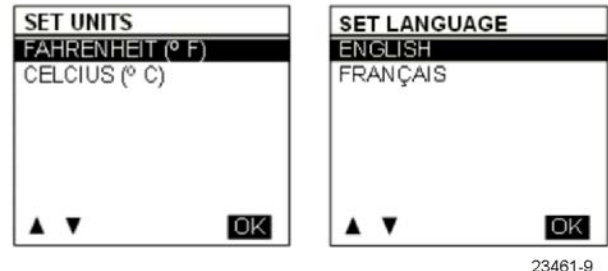 SET UNITS
FAHRENHEIT (º F)
CELCIUS (º C)
▲ ▼ OK
SET LANGUAGE
ENGLISH
FRANÇAIS
▲ ▼ OK
23461-9